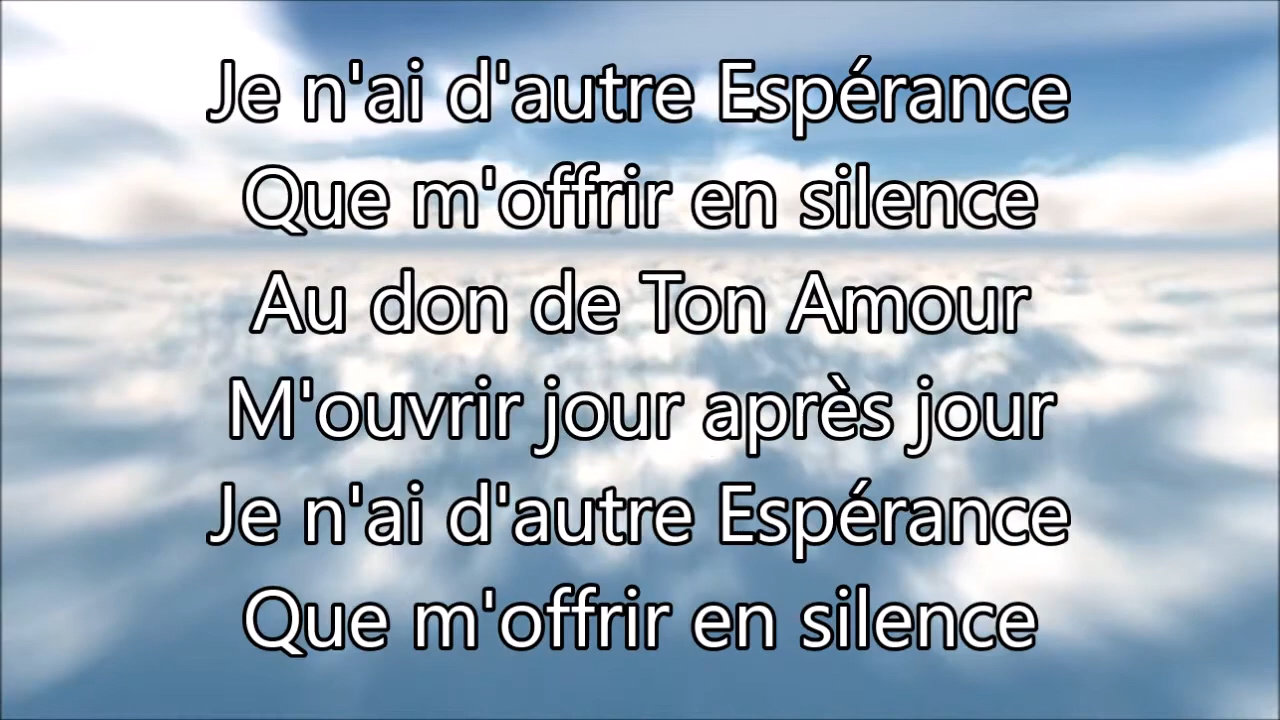 Je n'ai d'autre Espérance
Que m'offrir en silence
Au don de Ton Amour
M'ouvrir jour après jour
Je n'ai d'autre Espérance
Que m'offrir en silence